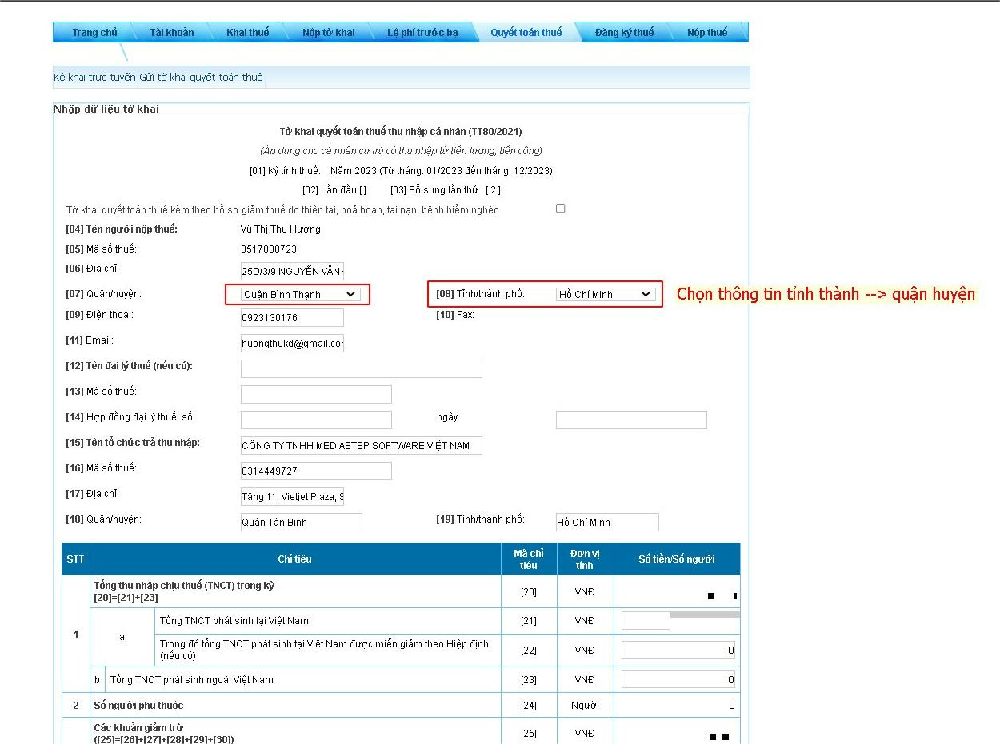 Trang chủ Tài khoản Khai thuế Nộp tờ khai Lệ phí trước bạ Quyết toán thuế Đăng ký thuế Nộp thuế
Kê khai trực tuyến Gửi tờ khai quyết toán thuế
Nhập dữ liệu tờ khai
Tờ khai quyết toán thuế thu nhập cá nhân (TT80/2021)
(Áp dụng cho cá nhân cư trú có thu nhập từ tiền lương, tiền công)
[01] Kỳ tính thuế: Năm 2023 (Từ tháng: 01/2023 đến tháng: 12/2023)
[02] Lần đầu [ ] [03] Bổ sung lần thứ [ 2 ]
Tờ khai quyết toán thuế kèm theo hồ sơ giảm thuế do thiên tai, hoả hoạn, tai nạn, bệnh hiểm nghèo
[04] Tên người nộp thuế: Vũ Thị Thu Hương
[05] Mã số thuế: 8517000723
[06] Địa chỉ: 25D/3/9 NGUYỄN VĂN
[07] Quận/huyện: Quận Bình Thạnh [08] Tỉnh/thành phố: Hồ Chí Minh Chọn thông tin tỉnh thành --> quận huyện
[09] Điện thoại: 0923130176 [10] Fax:
[11] Email: huongthukd@gmail.com
[12] Tên đại lý thuế (nếu có):
[13] Mã số thuế:
[14] Hợp đồng đại lý thuế, số: ngày
[15] Tên tổ chức trả thu nhập: CÔNG TY TNHH MEDIASTEP SOFTWARE VIỆT NAM
[16] Mã số thuế: 0314449727
[17] Địa chỉ: Tầng 11, Vietjet Plaza,
[18] Quận/huyện: Quận Tân Bình [19] Tỉnh/thành phố: Hồ Chí Minh
STT Chỉ tiêu Mã chỉ tiêu Đơn vị tính Số tiền/Số người
1 Tổng thu nhập chịu thuế (TNCT) trong kỳ
[20]=[21]+[23] [20] VNĐ
a Tổng TNCT phát sinh tại Việt Nam [21] VNĐ
Trong đó tổng TNCT phát sinh tại Việt Nam được miễn giảm theo Hiệp định
(nếu có) [22] VNĐ 0
b Tổng TNCT phát sinh ngoài Việt Nam [23] VNĐ 0
2 Số người phụ thuộc [24] Người 0
Các khoản giảm trừ
([25]=[26]+[27]+[28]+[29]+[30]) [25] VNĐ